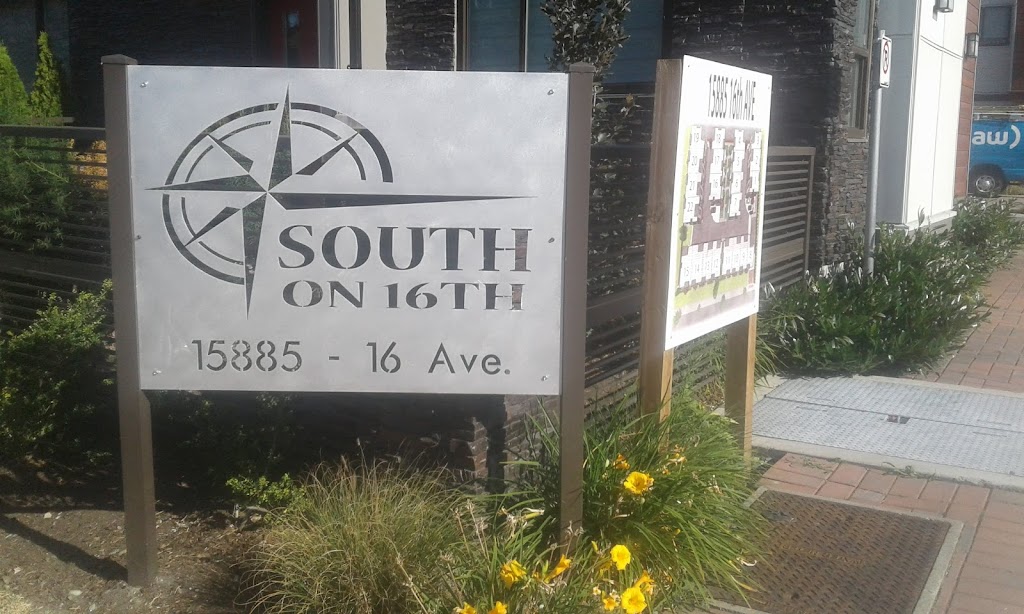 SOUTH
ON 16TH
15885 - 16 Ave.
15885 16th AVE
aw)